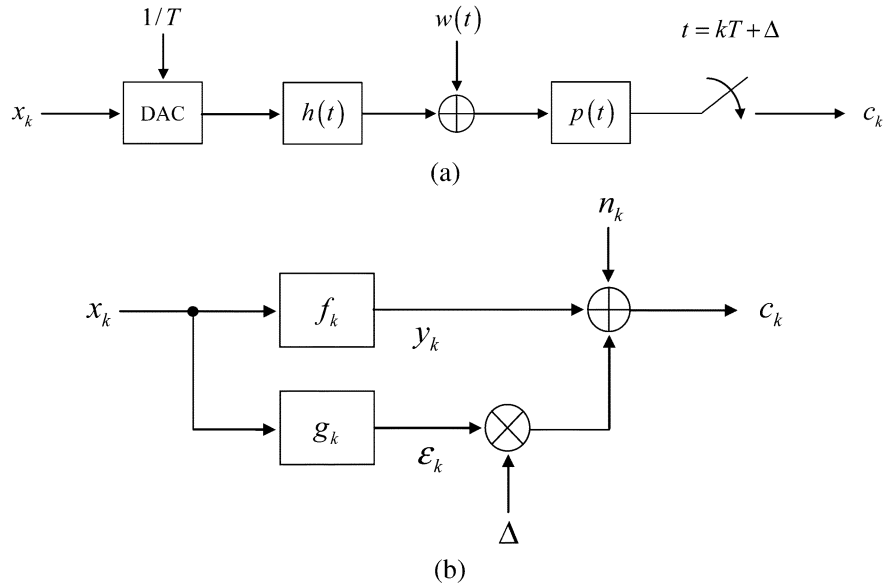 1/T
w(t)
t = kT + Δ
x_k
DAC
h(t)
p(t)
c_k
(a)
n_k
x_k
f_k
y_k
c_k
g_k
ε_k
Δ
(b)